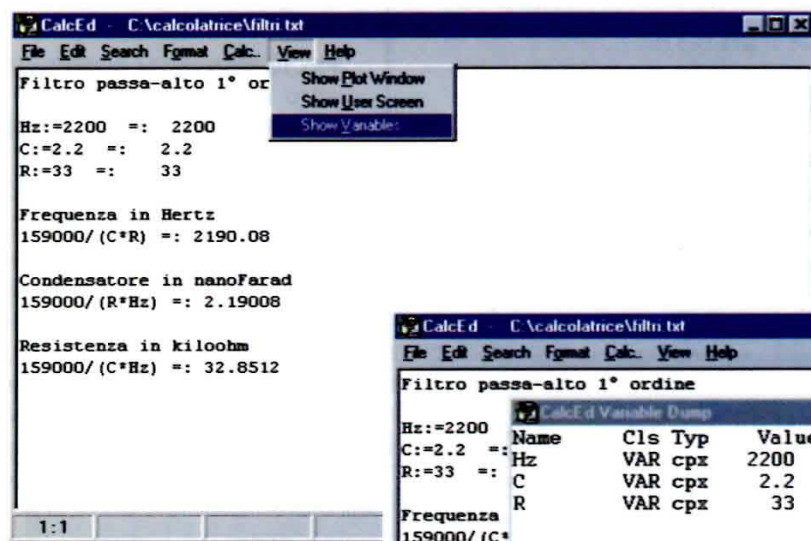 CalcEd - C:\calcolatrice\filtri.txt
File Edit Search Format Calc.. View Help
Filtro passa-alto 1° or
Show Plot Window
Show User Screen
Show Variable:
Hz:=2200 =: 2200
C:=2.2 =: 2.2
R:=33 =: 33
Frequenza in Hertz
159000/(C*R) =: 2190.08
Condensatore in nanoFarad
159000/(R*Hz) =: 2.19008
Resistenza in kiloohm
159000/(C*Hz) =: 32.8512
1:1
CalcEd - C:\calcolatrice\filtri.txt
File Edit Search Format Calc.. View Help
Filtro passa-alto 1° ordine
Hz:=2200
C:=2.2 =:
R:=33 =:
Frequenza
159000/(C*
CalcEd Variable Dump
Name Cls Typ Value
Hz VAR cpx 2200
C VAR cpx 2.2
R VAR cpx 33